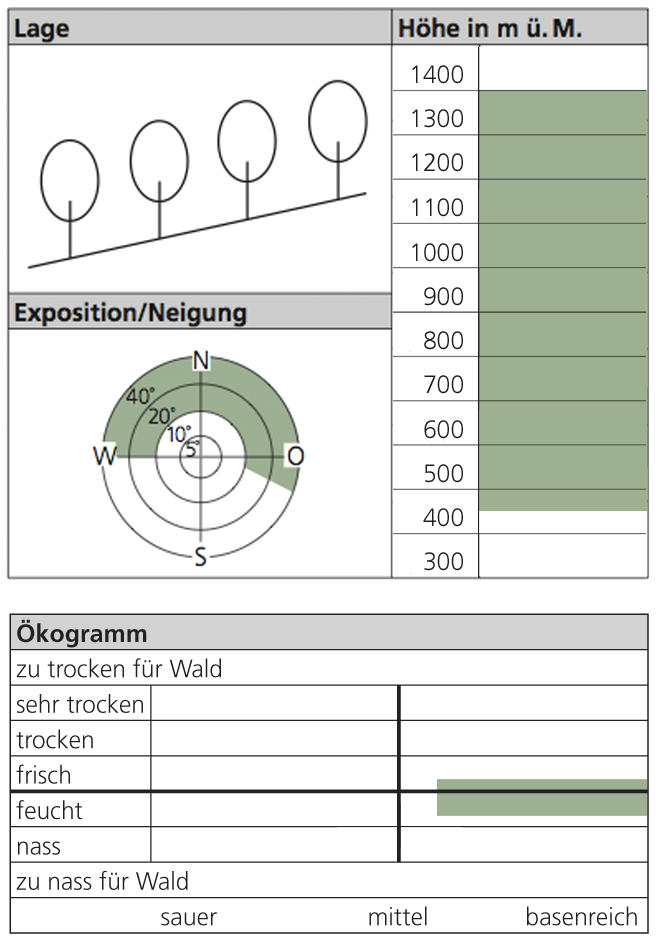 Lage
Höhe in m ü. M.
1400
1300
1200
1100
1000
900
800
700
600
500
400
300
Exposition/Neigung
N
40°
20°
10°
5°
W
O
S
Ökogramm
zu trocken für Wald
sehr trocken
trocken
frisch
feucht
nass
zu nass für Wald
sauer mittel basenreich